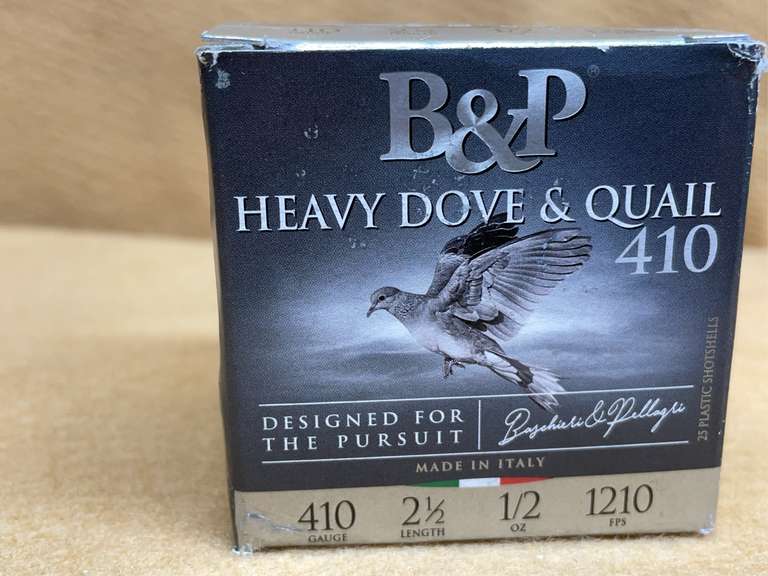 B&P®
HEAVY DOVE & QUAIL
410
25 PLASTIC SHOTSHELLS
DESIGNED FOR
THE PURSUIT
Baschieri & Pellagri
MADE IN ITALY
410 2½ 1/2 1210
GAUGE LENGTH OZ FPS